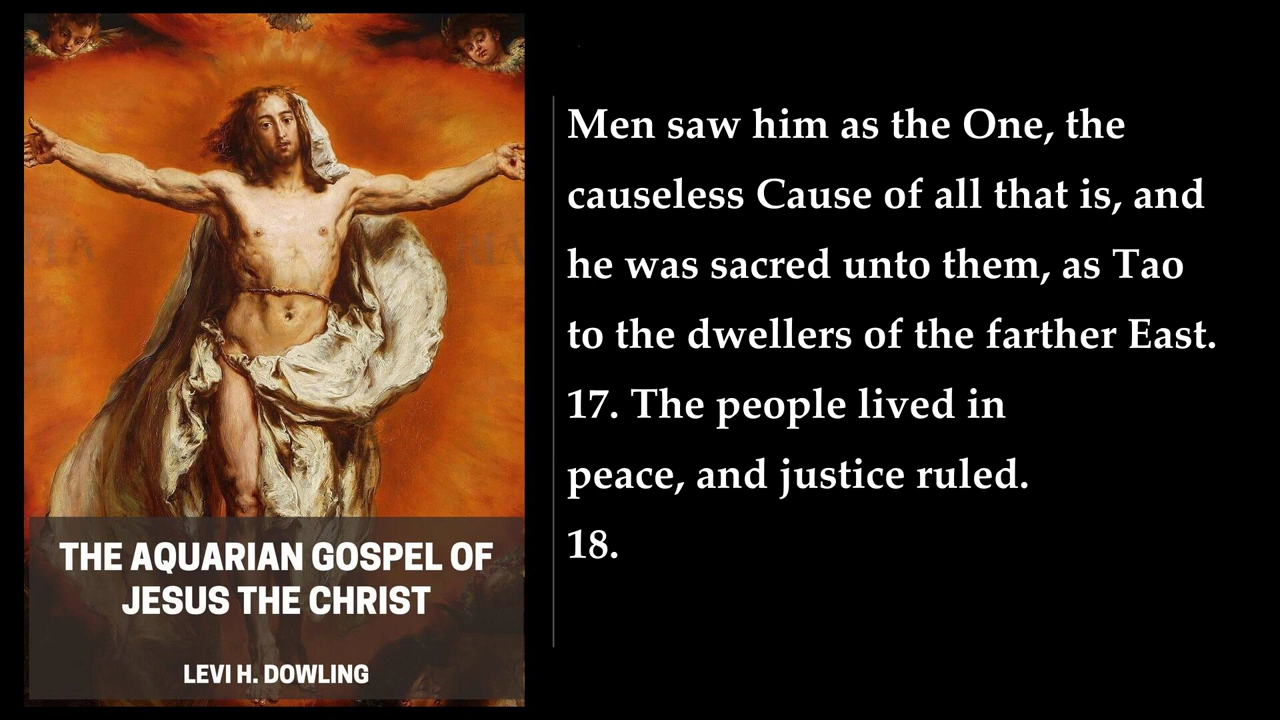 THE AQUARIAN GOSPEL OF
JESUS THE CHRIST
LEVI H. DOWLING
Men saw him as the One, the
causeless Cause of all that is, and
he was sacred unto them, as Tao
to the dwellers of the farther East.
17. The people lived in
peace, and justice ruled.
18.